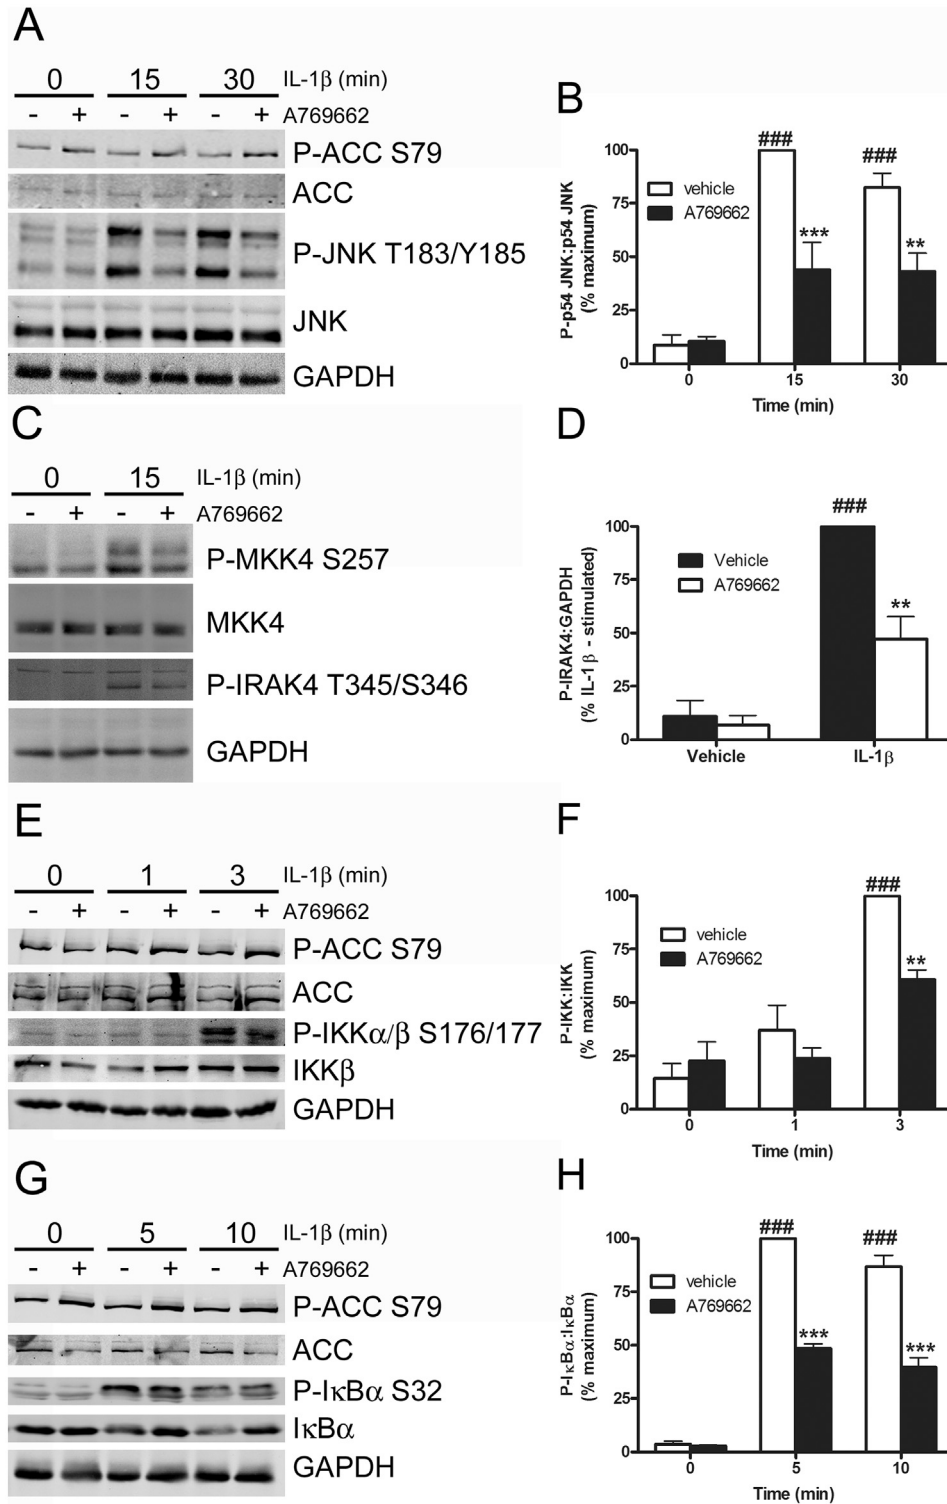 A
0 15 30 IL-1β (min)
- + - + - + A769662
P-ACC S79
ACC
P-JNK T183/Y185
JNK
GAPDH
B
P-p54 JNK:p54 JNK
(% maximum)
100
75
50
25
0
vehicle
A769662
###
***
###
**
0 15 30
Time (min)
C
0 15 IL-1β (min)
- + - + A769662
P-MKK4 S257
MKK4
P-IRAK4 T345/S346
GAPDH
D
P-IRAK4:GAPDH
(% IL-1β - stimulated)
100
75
50
25
0
Vehicle
A769662
###
**
Vehicle IL-1β
E
0 1 3 IL-1β (min)
- + - + - + A769662
P-ACC S79
ACC
P-IKKα/β S176/177
IKKβ
GAPDH
F
P-IKK:IKK
(% maximum)
100
75
50
25
0
vehicle
A769662
###
**
0 1 3
Time (min)
G
0 5 10 IL-1β (min)
- + - + - + A769662
P-ACC S79
ACC
P-IκBα S32
IκBα
GAPDH
H
P-IκBα:IκBα
(% maximum)
100
75
50
25
0
vehicle
A769662
###
***
###
***
0 5 10
Time (min)